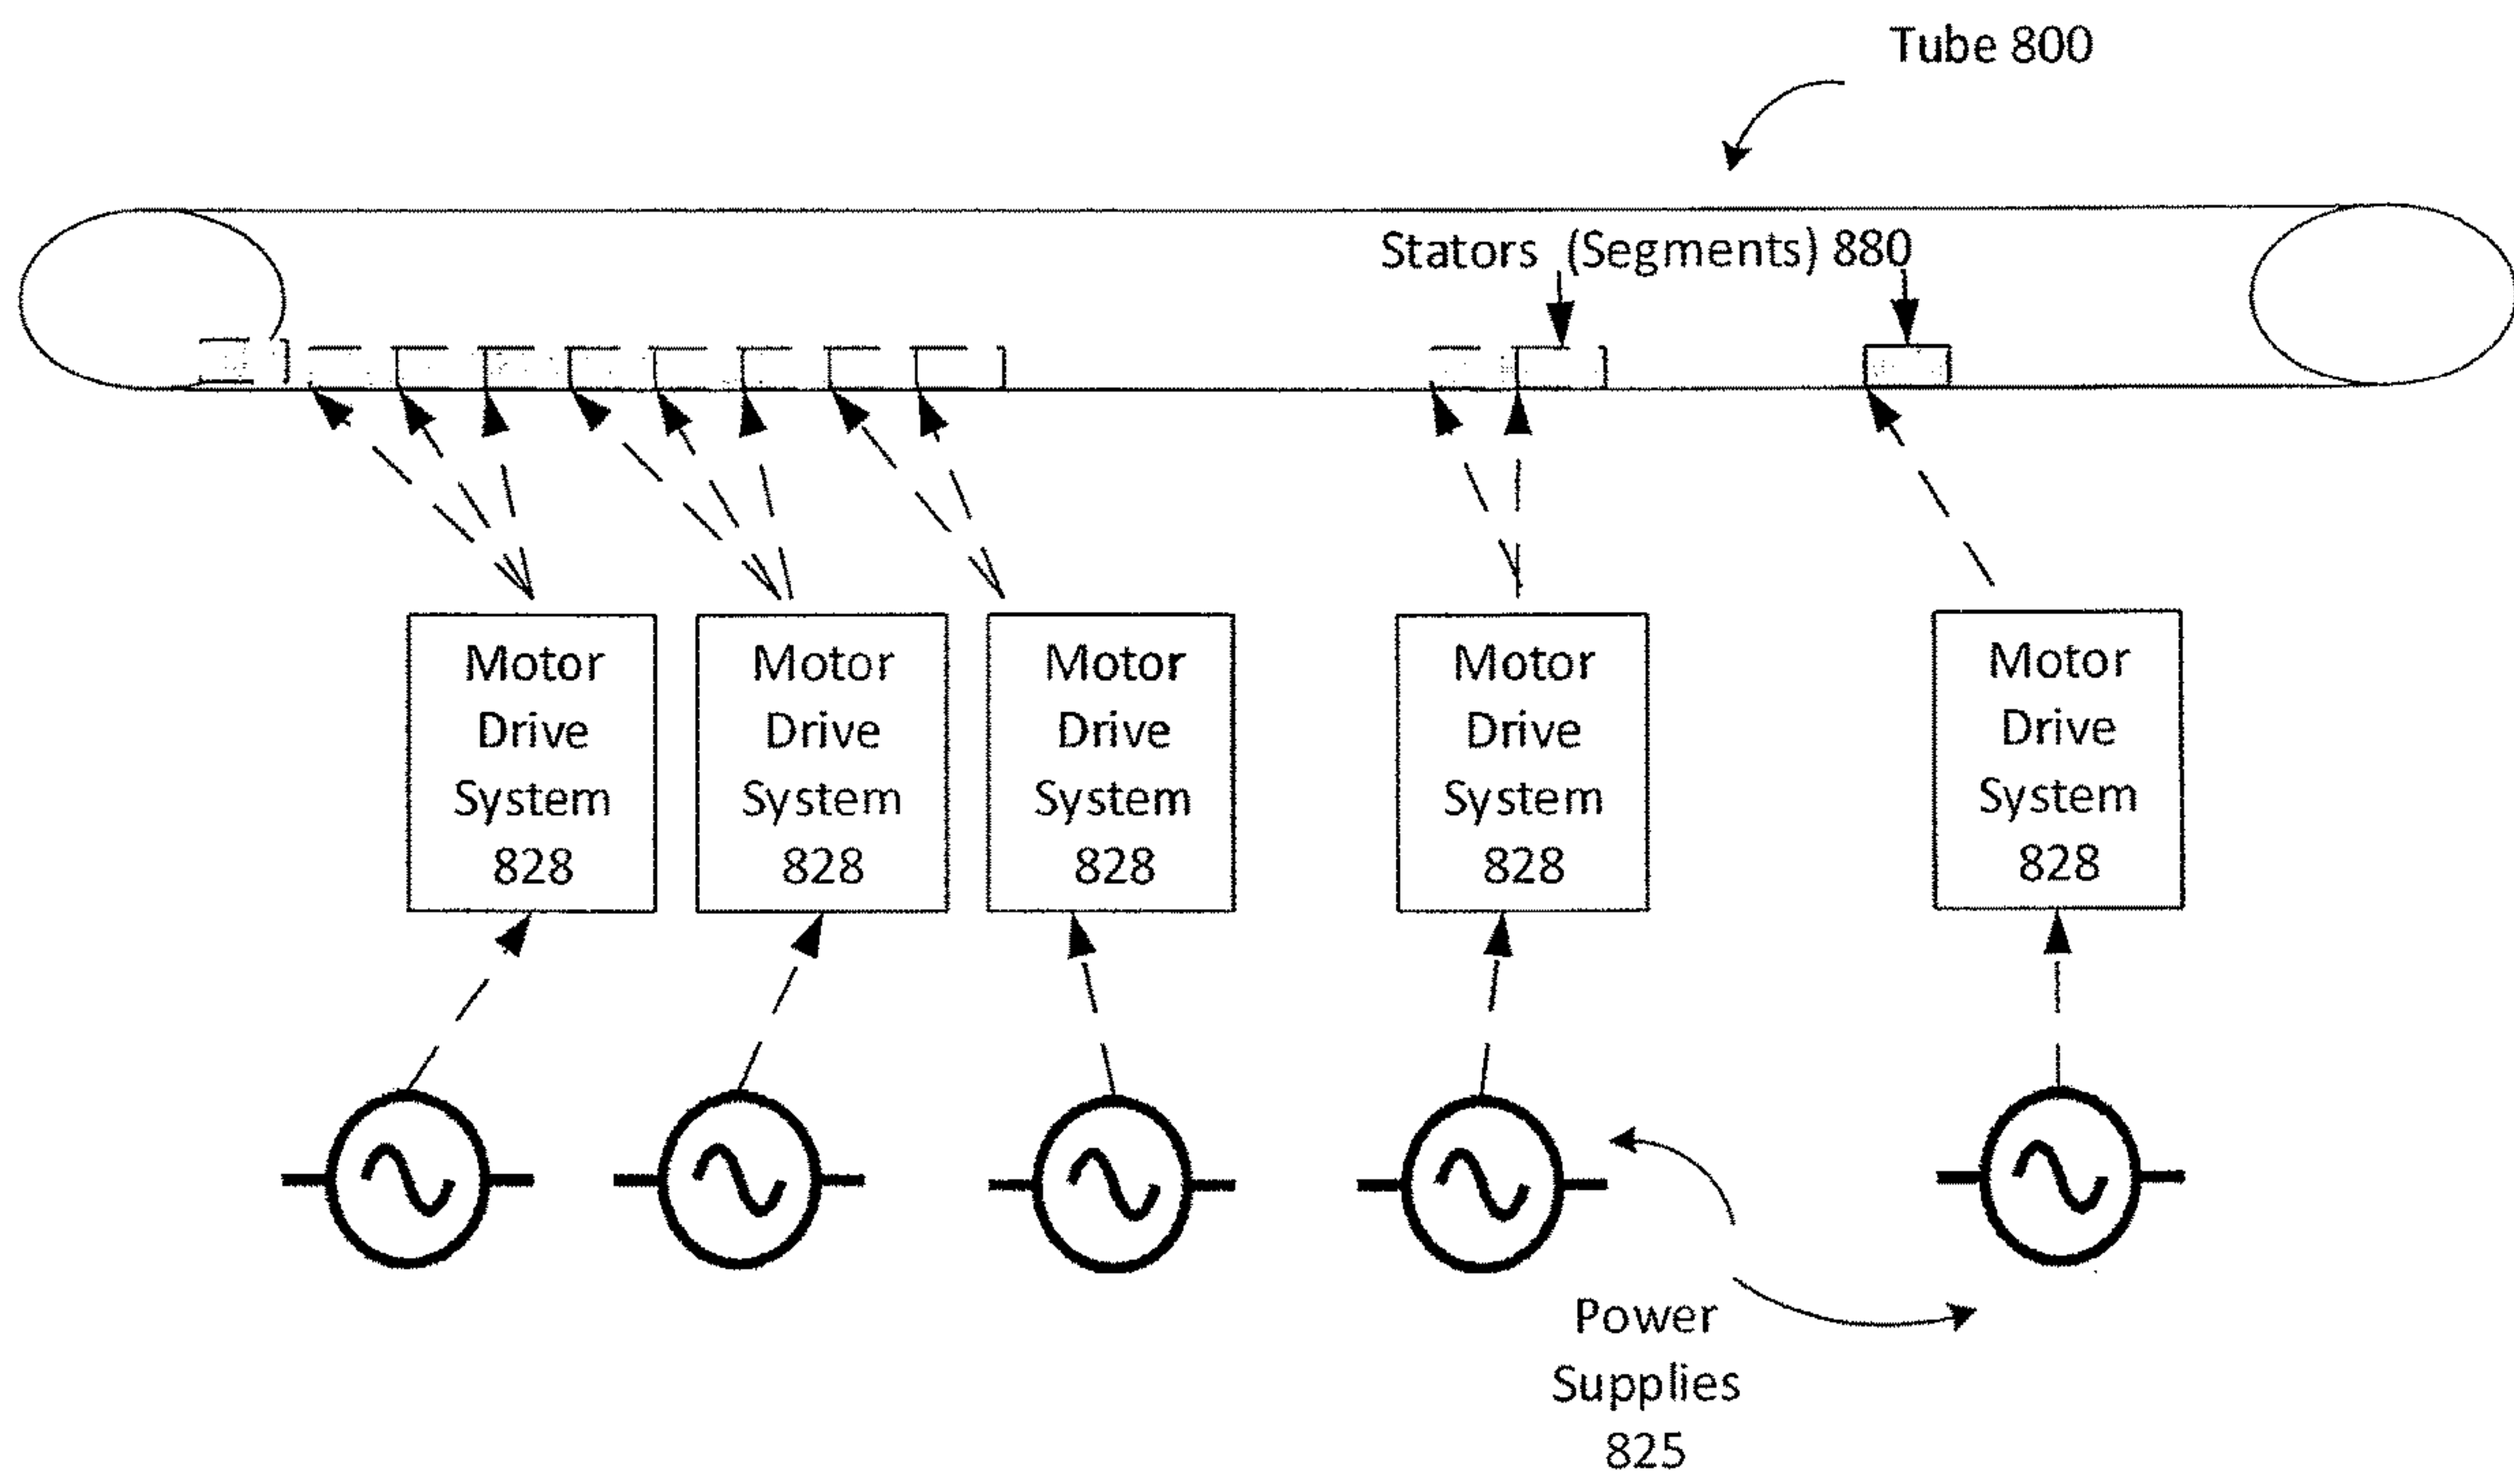 Tube 800
Stators (Segments) 880
Motor
Drive
System
828
Motor
Drive
System
828
Motor
Drive
System
828
Motor
Drive
System
828
Motor
Drive
System
828
Power
Supplies
825